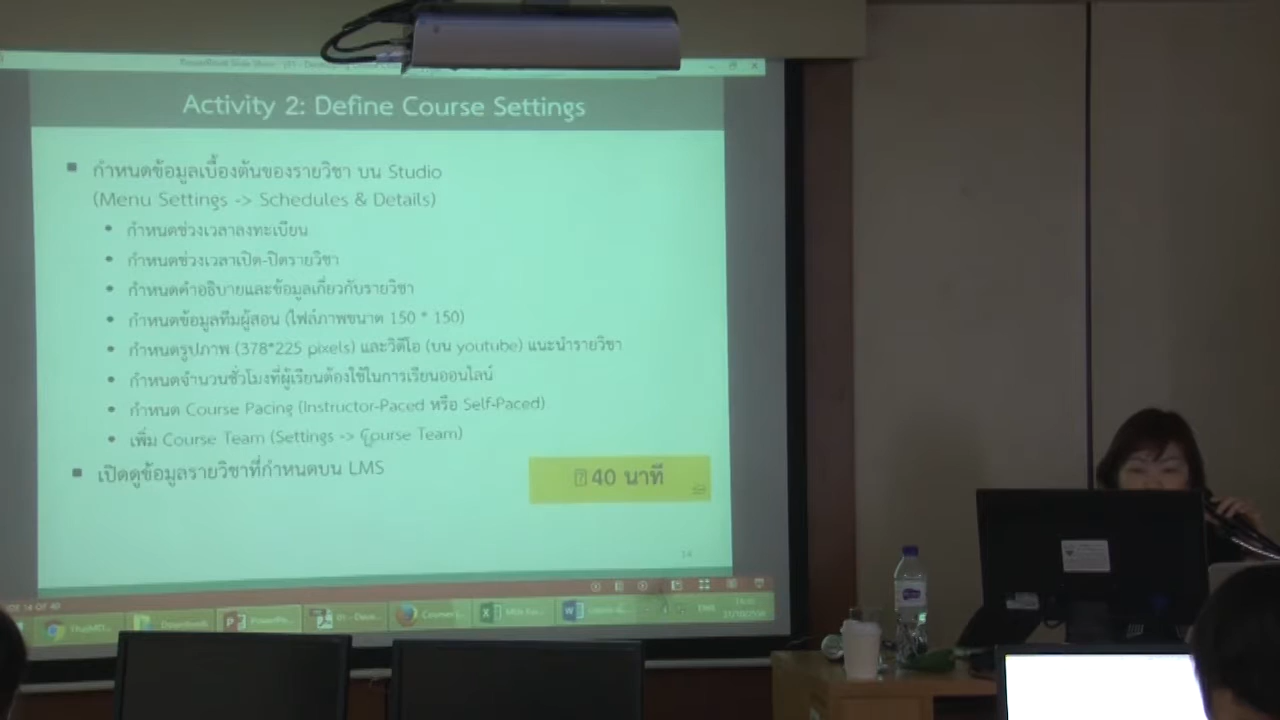 Activity 2: Define Course Settings
กำหนดข้อมูลเบื้องต้นของรายวิชา บน Studio
(Menu Settings -> Schedules & Details)
กำหนดช่วงเวลาลงทะเบียน
กำหนดช่วงเวลาเปิด-ปิดรายวิชา
กำหนดคำอธิบายและข้อมูลเกี่ยวกับรายวิชา
กำหนดข้อมูลทีมผู้สอน (ไฟล์ภาพขนาด 150 * 150)
กำหนดรูปภาพ (378*225 pixels) และวิดีโอ (บน youtube) แนะนำรายวิชา
กำหนดจำนวนชั่วโมงที่ผู้เรียนต้องใช้ในการเรียนออนไลน์
กำหนด Course Pacing (Instructor-Paced หรือ Self-Paced)
เพิ่ม Course Team (Settings -> Course Team)
เปิดดูข้อมูลรายวิชาที่กำหนดบน LMS
40 นาที
14
14 OF 40
Downloads
PowerPo...
01 - Deve...